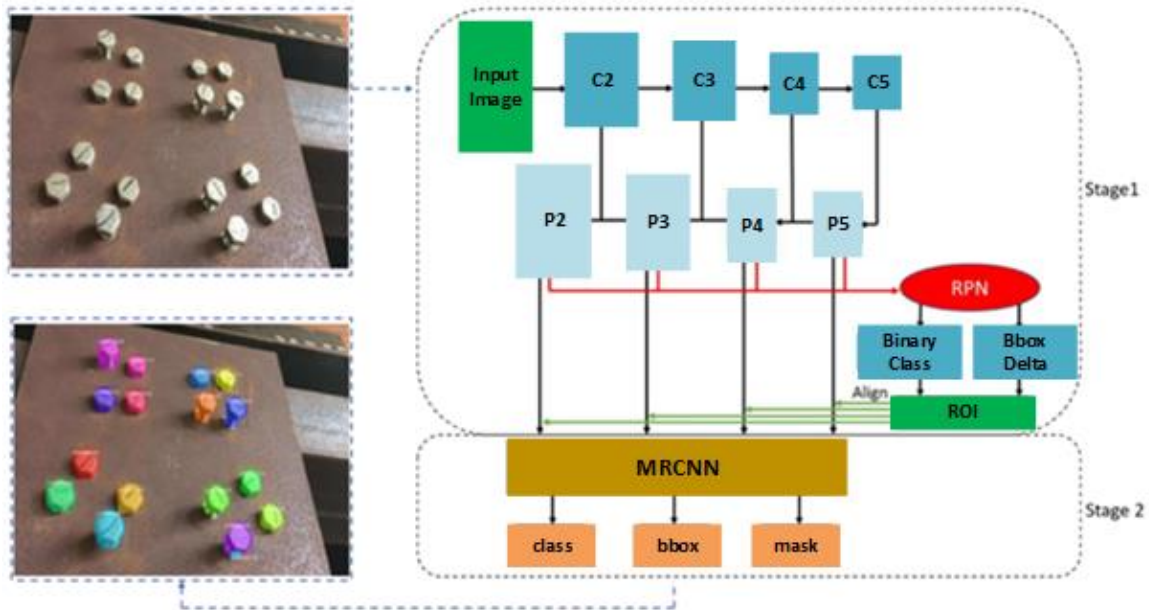 Input
Image
C2
C3
C4
C5
P2
P3
P4
P5
Stage1
RPN
Binary
Class
Bbox
Delta
Align
ROI
MRCNN
Stage 2
class
bbox
mask